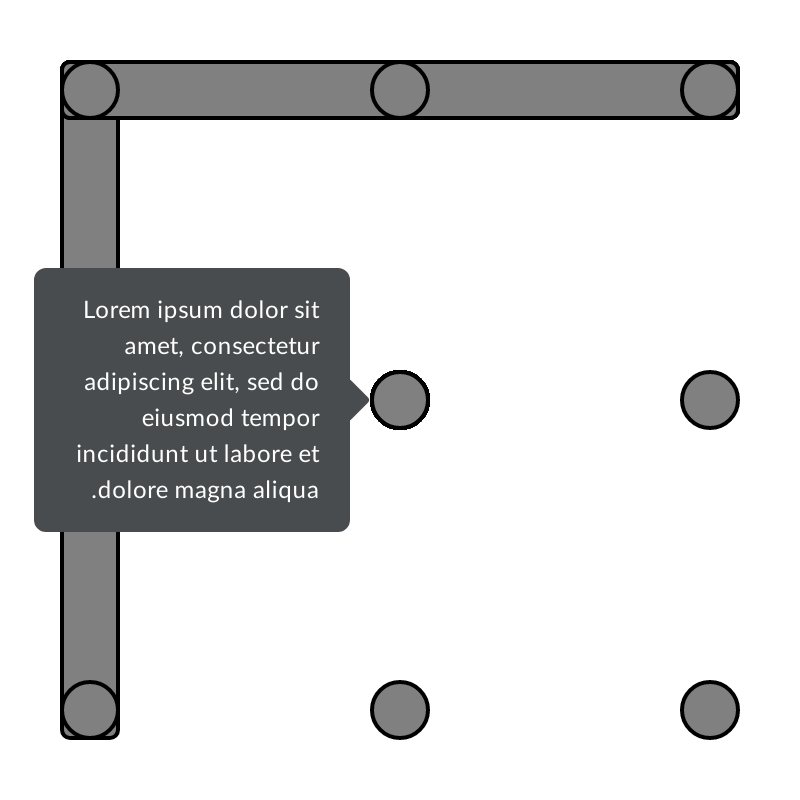 Lorem ipsum dolor sit
amet, consectetur
adipiscing elit, sed do
eiusmod tempor
incididunt ut labore et
.dolore magna aliqua